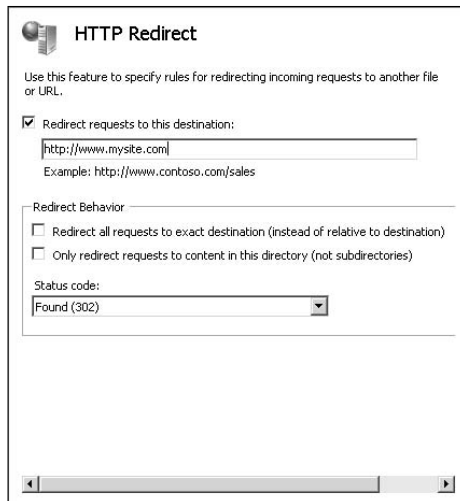 HTTP Redirect
Use this feature to specify rules for redirecting incoming requests to another file
or URL.
Redirect requests to this destination:
http://www.mysite.com
Example: http://www.contoso.com/sales
Redirect Behavior
Redirect all requests to exact destination (instead of relative to destination)
Only redirect requests to content in this directory (not subdirectories)
Status code:
Found (302)